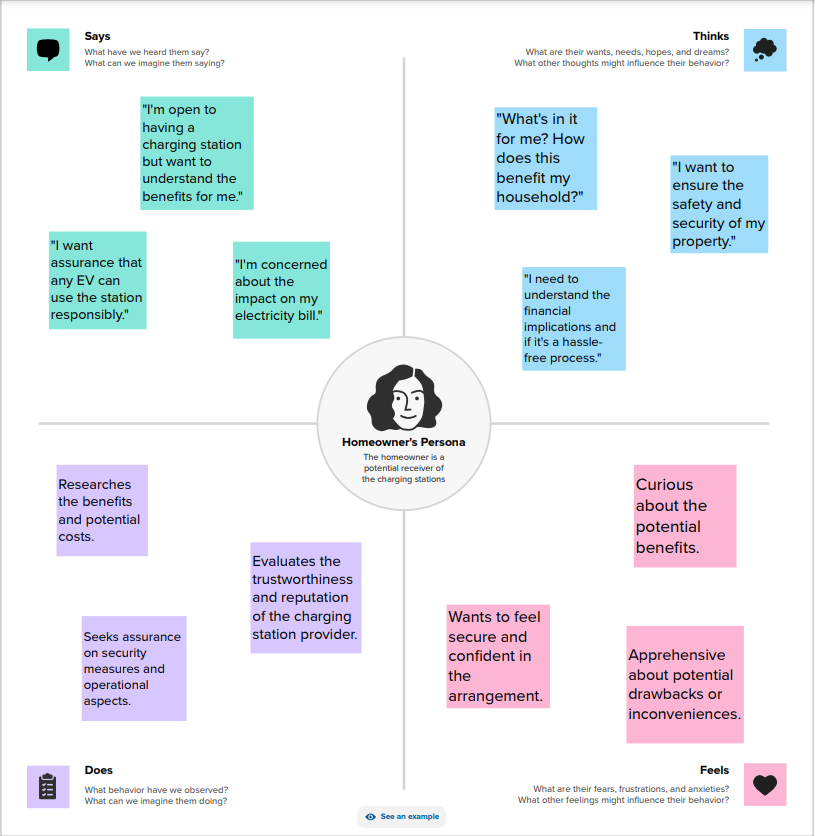 Says
What have we heard them say?
What can we imagine them saying?
"I'm open to
having a
charging station
but want to
understand the
benefits for me."
"I want
assurance that
any EV can
use the station
responsibly."
"I'm concerned
about the
impact on my
electricity bill."
Thinks
What are their wants, needs, hopes, and dreams?
What other thoughts might influence their behavior?
"What's in it
for me? How
does this
benefit my
household?"
"I want to
ensure the
safety and
security of my
property."
"I need to
understand the
financial
implications and
if it's a hassle-
free process."
Homeowner's Persona
The homeowner is a
potential receiver of
the charging stations
Researches
the benefits
and potential
costs.
Evaluates the
trustworthiness
and reputation
of the charging
station provider.
Seeks assurance
on security
measures and
operational
aspects.
Does
What behavior have we observed?
What can we imagine them doing?
Curious
about the
potential
benefits.
Wants to feel
secure and
confident in
the
arrangement.
Apprehensive
about potential
drawbacks or
inconveniences.
Feels
What are their fears, frustrations, and anxieties?
What other feelings might influence their behavior?
See an example